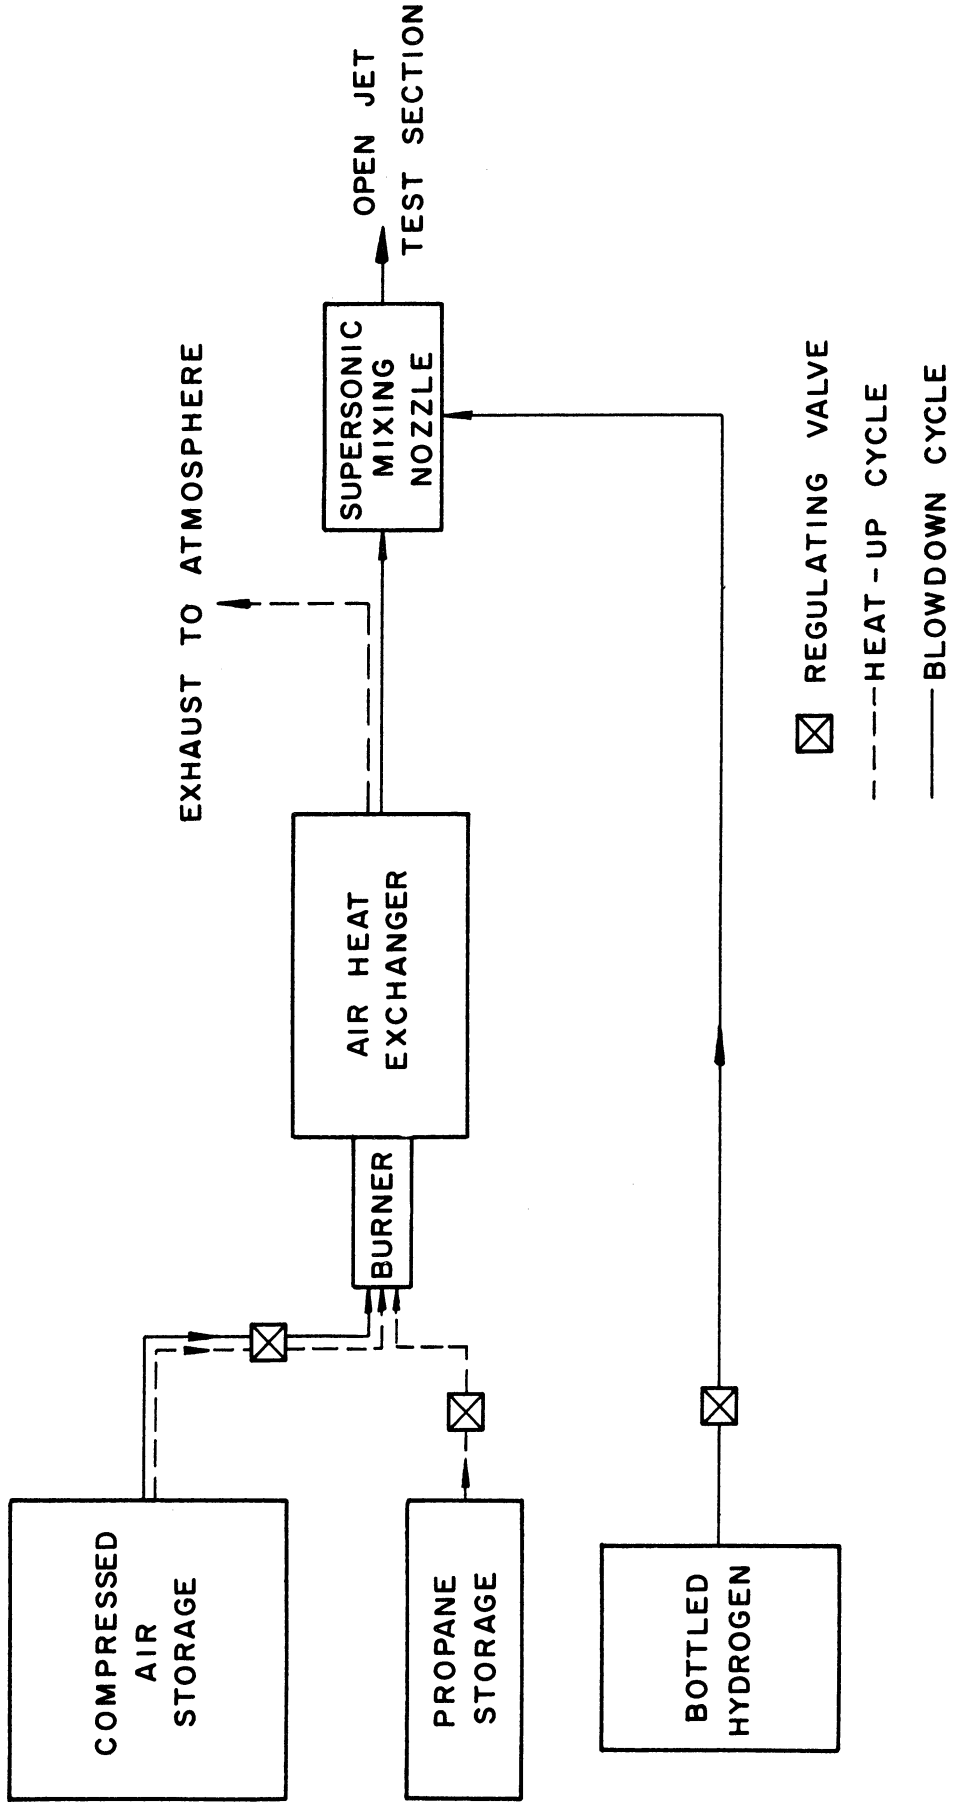 COMPRESSED
AIR
STORAGE
PROPANE
STORAGE
BOTTLED
HYDROGEN
BURNER
AIR HEAT
EXCHANGER
EXHAUST TO ATMOSPHERE
SUPERSONIC
MIXING
NOZZLE
OPEN JET
TEST SECTION
REGULATING VALVE
HEAT-UP CYCLE
BLOWDOWN CYCLE